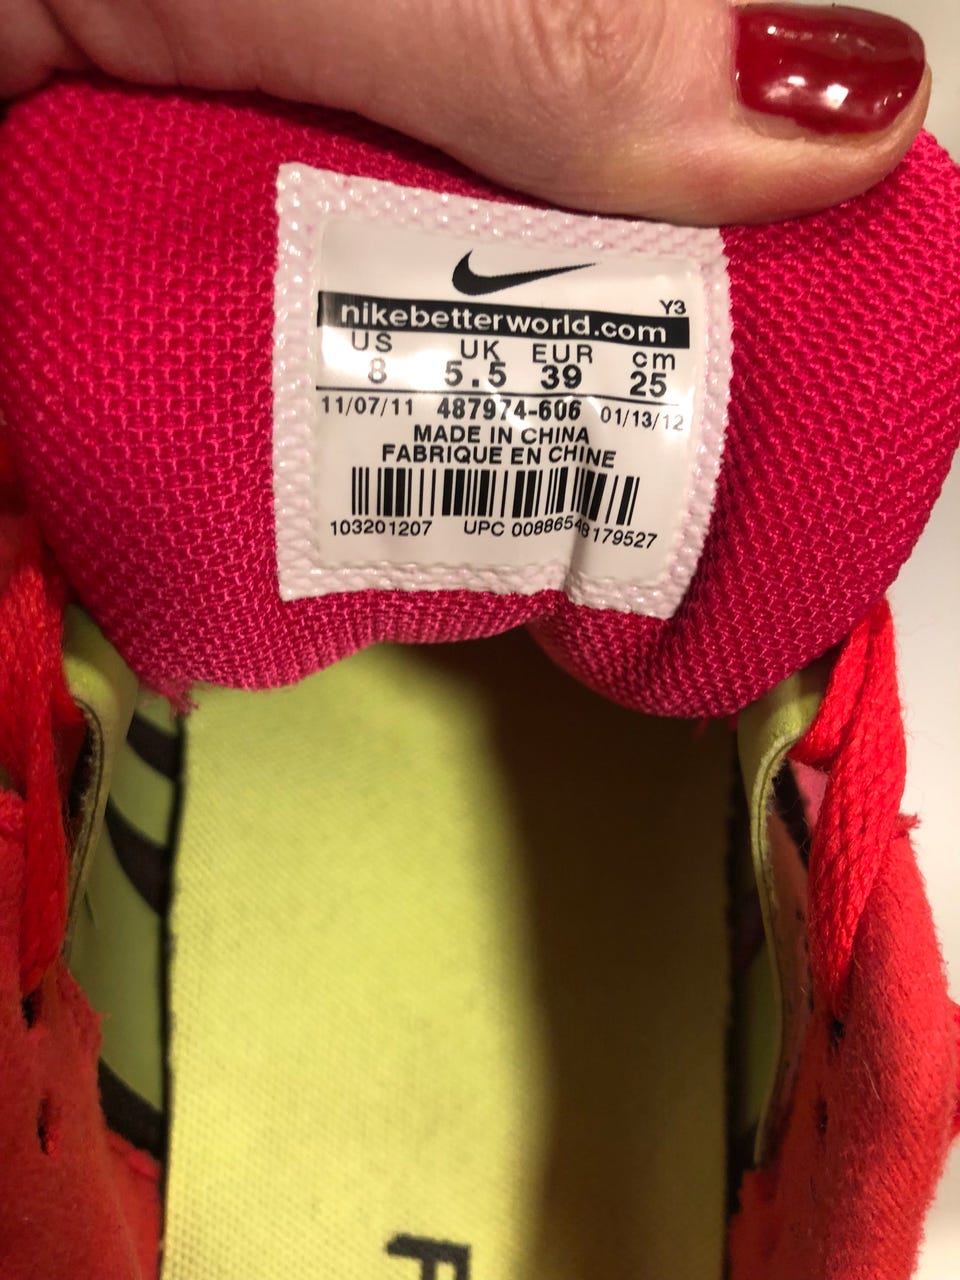 Y3
nikebetterworld.com
US UK EUR cm
8 5.5 39 25
11/07/11 487974-606 01/13/12
MADE IN CHINA
FABRIQUE EN CHINE
103201207 UPC 00886548179527
F